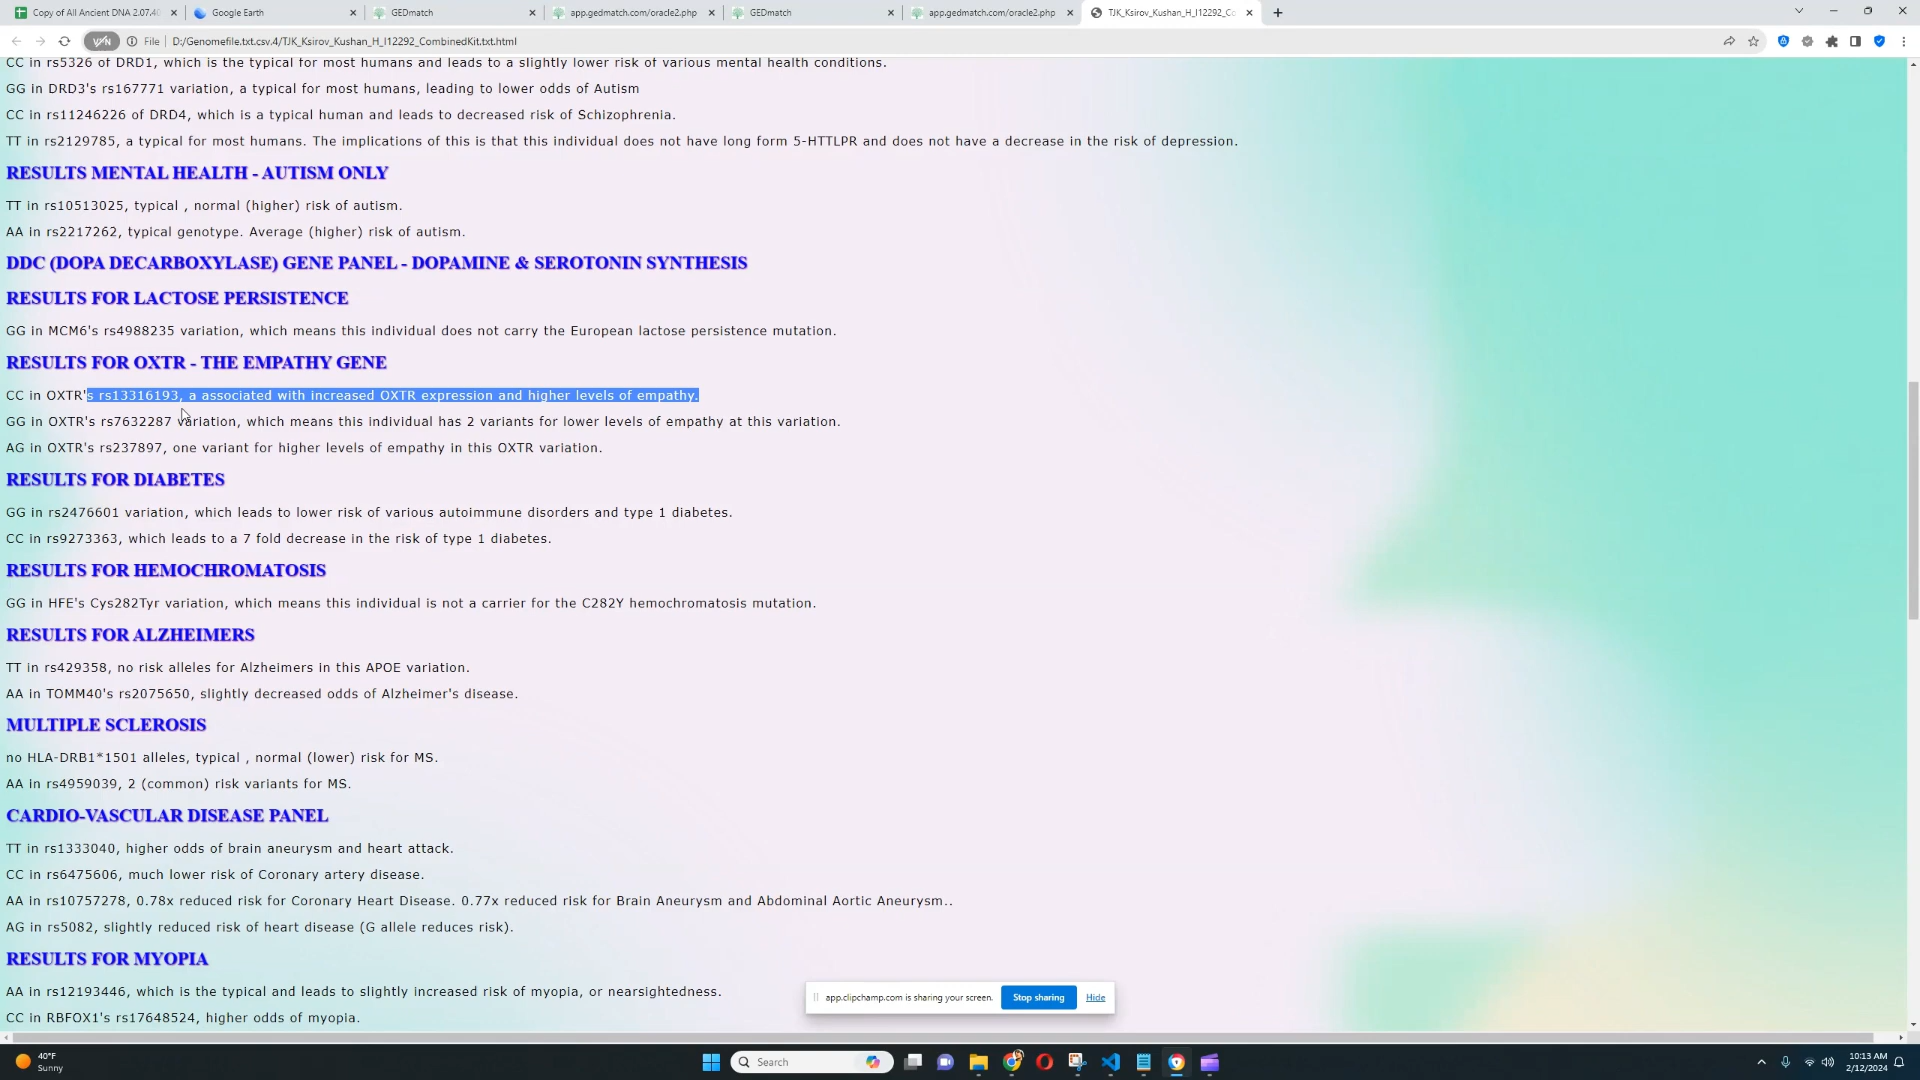 Copy of All Ancient DNA 2.07.40
Google Earth
GEDmatch
app.gedmatch.com/oracle2.php
GEDmatch
app.gedmatch.com/oracle2.php
TJK_Ksirov_Kushan_H_I12292_Co
VPN
File
D:/Genomefile.txt.csv.4/TJK_Ksirov_Kushan_H_I12292_CombinedKit.txt.html
CC in rs5326 of DRD1, which is the typical for most humans and leads to a slightly lower risk of various mental health conditions.
GG in DRD3's rs167771 variation, a typical for most humans, leading to lower odds of Autism
CC in rs11246226 of DRD4, which is a typical human and leads to decreased risk of Schizophrenia.
TT in rs2129785, a typical for most humans. The implications of this is that this individual does not have long form 5-HTTLPR and does not have a decrease in the risk of depression.
RESULTS MENTAL HEALTH - AUTISM ONLY
TT in rs10513025, typical , normal (higher) risk of autism.
AA in rs2217262, typical genotype. Average (higher) risk of autism.
DDC (DOPA DECARBOXYLASE) GENE PANEL - DOPAMINE & SEROTONIN SYNTHESIS
RESULTS FOR LACTOSE PERSISTENCE
GG in MCM6's rs4988235 variation, which means this individual does not carry the European lactose persistence mutation.
RESULTS FOR OXTR - THE EMPATHY GENE
CC in OXTR's rs13316193, a associated with increased OXTR expression and higher levels of empathy.
GG in OXTR's rs7632287 variation, which means this individual has 2 variants for lower levels of empathy at this variation.
AG in OXTR's rs237897, one variant for higher levels of empathy in this OXTR variation.
RESULTS FOR DIABETES
GG in rs2476601 variation, which leads to lower risk of various autoimmune disorders and type 1 diabetes.
CC in rs9273363, which leads to a 7 fold decrease in the risk of type 1 diabetes.
RESULTS FOR HEMOCHROMATOSIS
GG in HFE's Cys282Tyr variation, which means this individual is not a carrier for the C282Y hemochromatosis mutation.
RESULTS FOR ALZHEIMERS
TT in rs429358, no risk alleles for Alzheimers in this APOE variation.
AA in TOMM40's rs2075650, slightly decreased odds of Alzheimer's disease.
MULTIPLE SCLEROSIS
no HLA-DRB1*1501 alleles, typical , normal (lower) risk for MS.
AA in rs4959039, 2 (common) risk variants for MS.
CARDIO-VASCULAR DISEASE PANEL
TT in rs1333040, higher odds of brain aneurysm and heart attack.
CC in rs6475606, much lower risk of Coronary artery disease.
AA in rs10757278, 0.78x reduced risk for Coronary Heart Disease. 0.77x reduced risk for Brain Aneurysm and Abdominal Aortic Aneurysm..
AG in rs5082, slightly reduced risk of heart disease (G allele reduces risk).
RESULTS FOR MYOPIA
AA in rs12193446, which is the typical and leads to slightly increased risk of myopia, or nearsightedness.
CC in RBFOX1's rs17648524, higher odds of myopia.
app.clipchamp.com is sharing your screen.
Stop sharing
Hide
40°F
Sunny
Search
10:13 AM
2/12/2024